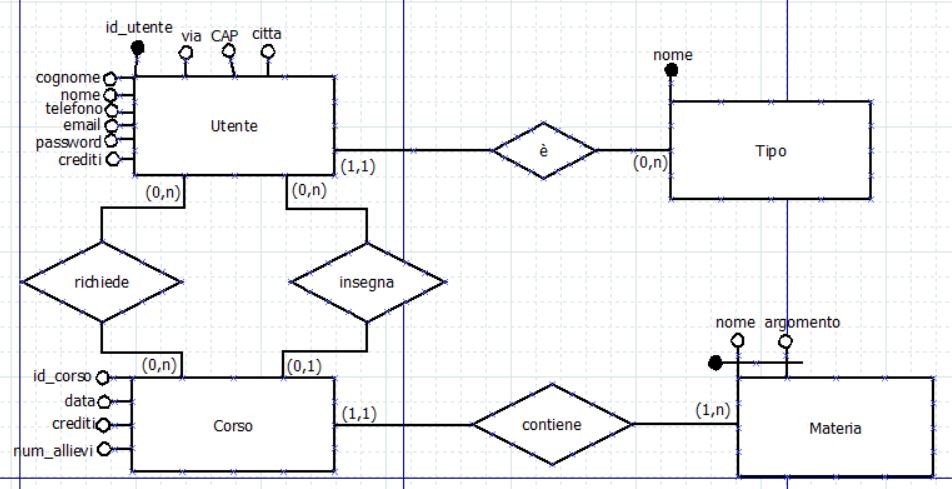 id_utente
via CAP citta
cognome
nome
telefono
email
password
crediti
Utente
(1,1)
è
(0,n)
nome
Tipo
(0,n)
(0,n)
richiede
insegna
(0,n)
(0,1)
id_corso
data
crediti
num_allievi
Corso
(1,1)
contiene
(1,n)
nome argomento
Materia